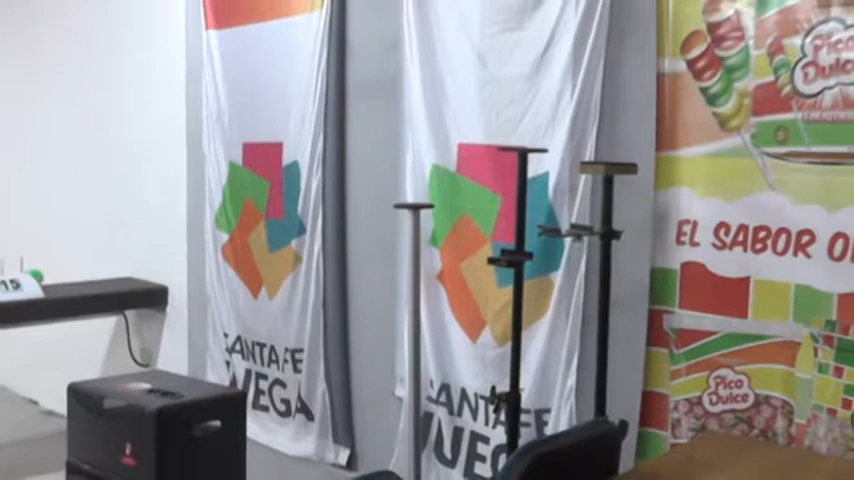 SANTA FE
JUEGA
SANTA FE
JUEGA
Pico
Dulce
EL SABOR
Pico
Dulce
15